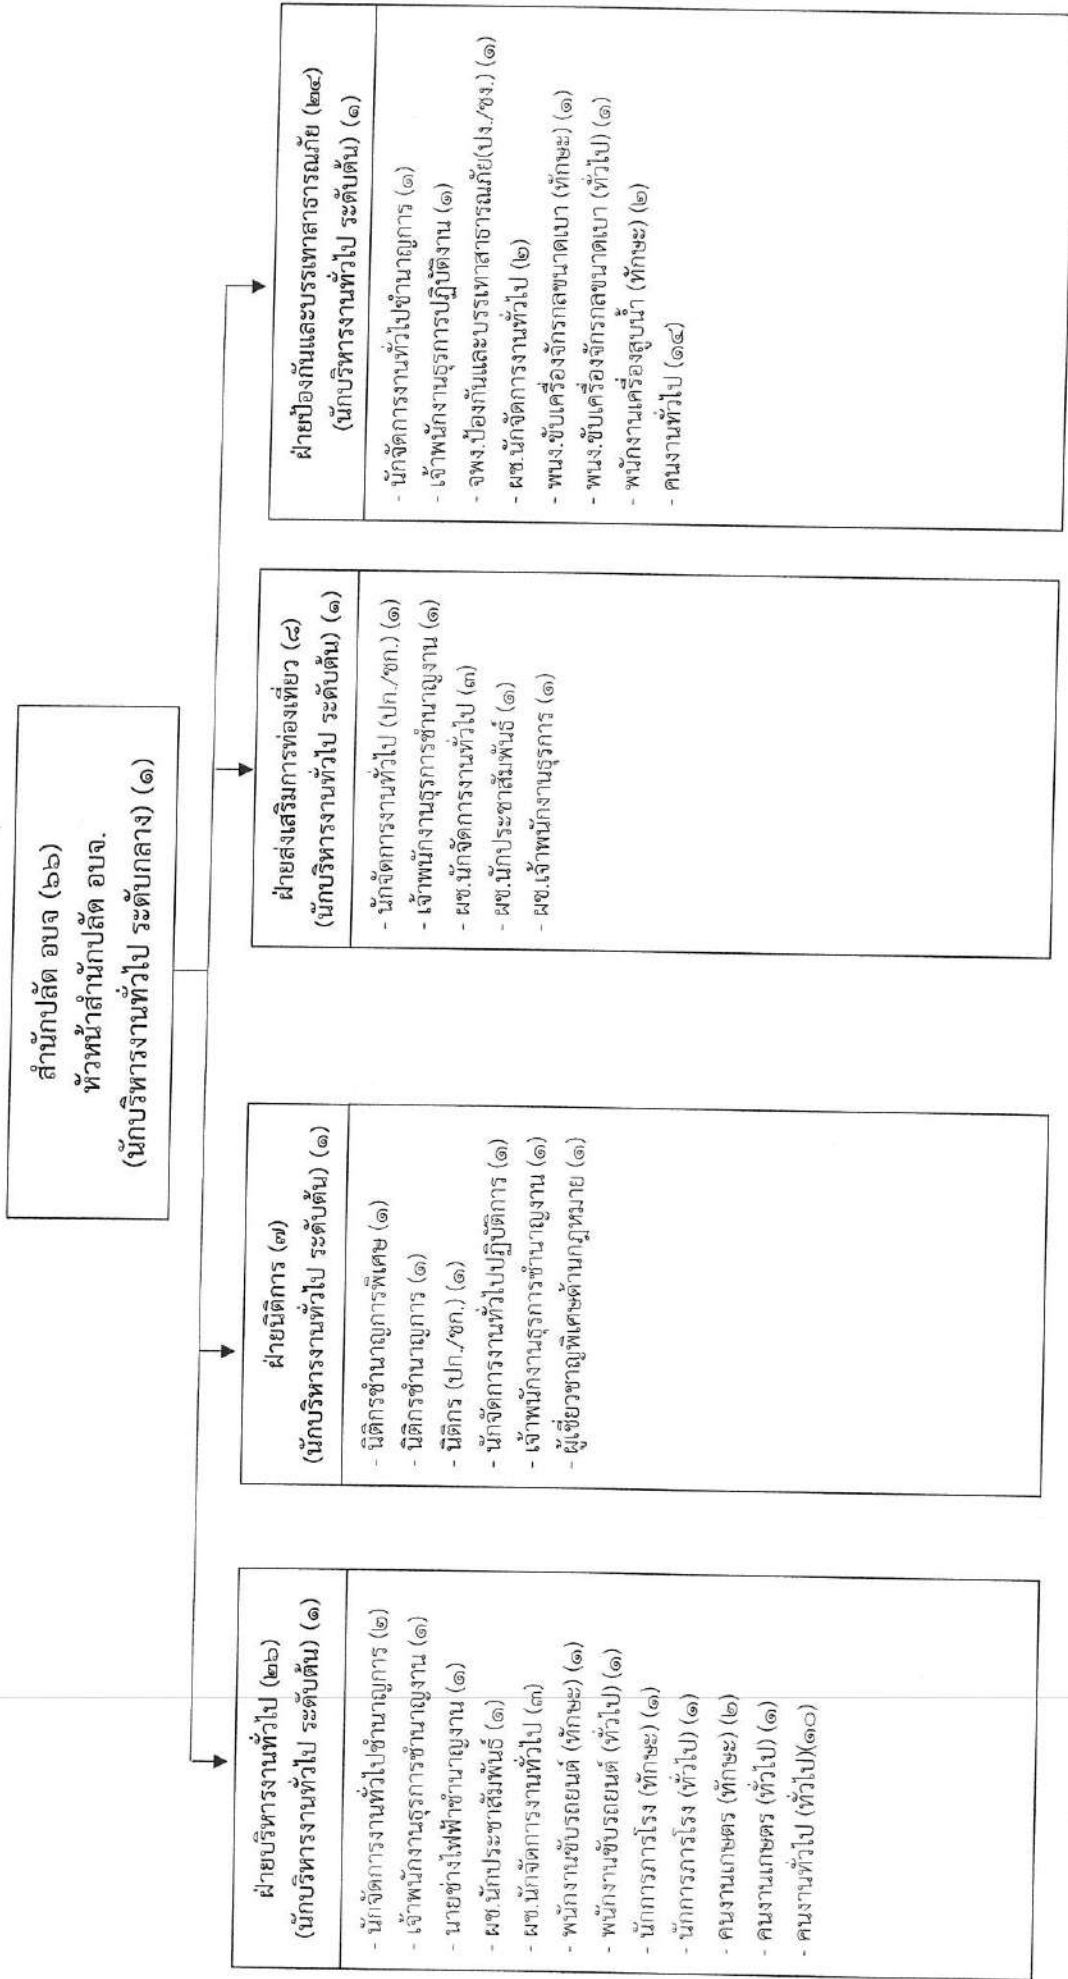 สำนักปลัด อบจ (๖๖)
หัวหน้าสำนักปลัด อบจ.
(นักบริหารงานทั่วไป ระดับกลาง) (๑)
ฝ่ายบริหารงานทั่วไป (๒๖)
(นักบริหารงานทั่วไป ระดับต้น) (๑)
- นักจัดการงานทั่วไปชำนาญการ (๒)
- เจ้าพนักงานธุรการชำนาญงาน (๑)
- นายช่างไฟฟ้าชำนาญงาน (๑)
- ผช.นักประชาสัมพันธ์ (๑)
- ผช.นักจัดการงานทั่วไป (๓)
- พนักงานขับรถยนต์ (ทักษะ) (๑)
- พนักงานขับรถยนต์ (ทั่วไป) (๑)
- นักการภารโรง (ทักษะ) (๑)
- นักการภารโรง (ทั่วไป) (๑)
- คนงานเกษตร (ทักษะ) (๒)
- คนงานเกษตร (ทั่วไป) (๑)
- คนงานทั่วไป (ทั่วไป)(๑๐)
ฝ่ายนิติการ (๗)
(นักบริหารงานทั่วไป ระดับต้น) (๑)
- นิติกรชำนาญการพิเศษ (๑)
- นิติกรชำนาญการ (๑)
- นิติกร (ปก./ชก.) (๑)
- นักจัดการงานทั่วไปปฏิบัติการ (๑)
- เจ้าพนักงานธุรการชำนาญงาน (๑)
- ผู้เชี่ยวชาญพิเศษด้านกฎหมาย (๑)
ฝ่ายส่งเสริมการท่องเที่ยว (๘)
(นักบริหารงานทั่วไป ระดับต้น) (๑)
- นักจัดการงานทั่วไป (ปก./ชก.) (๑)
- เจ้าพนักงานธุรการชำนาญงาน (๑)
- ผช.นักจัดการงานทั่วไป (๓)
- ผช.นักประชาสัมพันธ์ (๑)
- ผช.เจ้าพนักงานธุรการ (๑)
ฝ่ายป้องกันและบรรเทาสาธารณภัย (๒๔)
(นักบริหารงานทั่วไป ระดับต้น) (๑)
- นักจัดการงานทั่วไปชำนาญการ (๑)
- เจ้าพนักงานธุรการปฏิบัติงาน (๑)
- จพง.ป้องกันและบรรเทาสาธารณภัย(ปง./ชง.) (๑)
- ผช.นักจัดการงานทั่วไป (๒)
- พนง.ขับเครื่องจักรกลขนาดเบา (ทักษะ) (๑)
- พนง.ขับเครื่องจักรกลขนาดเบา (ทั่วไป) (๑)
- พนักงานเครื่องสูบน้ำ (ทักษะ) (๒)
- คนงานทั่วไป (๑๔)